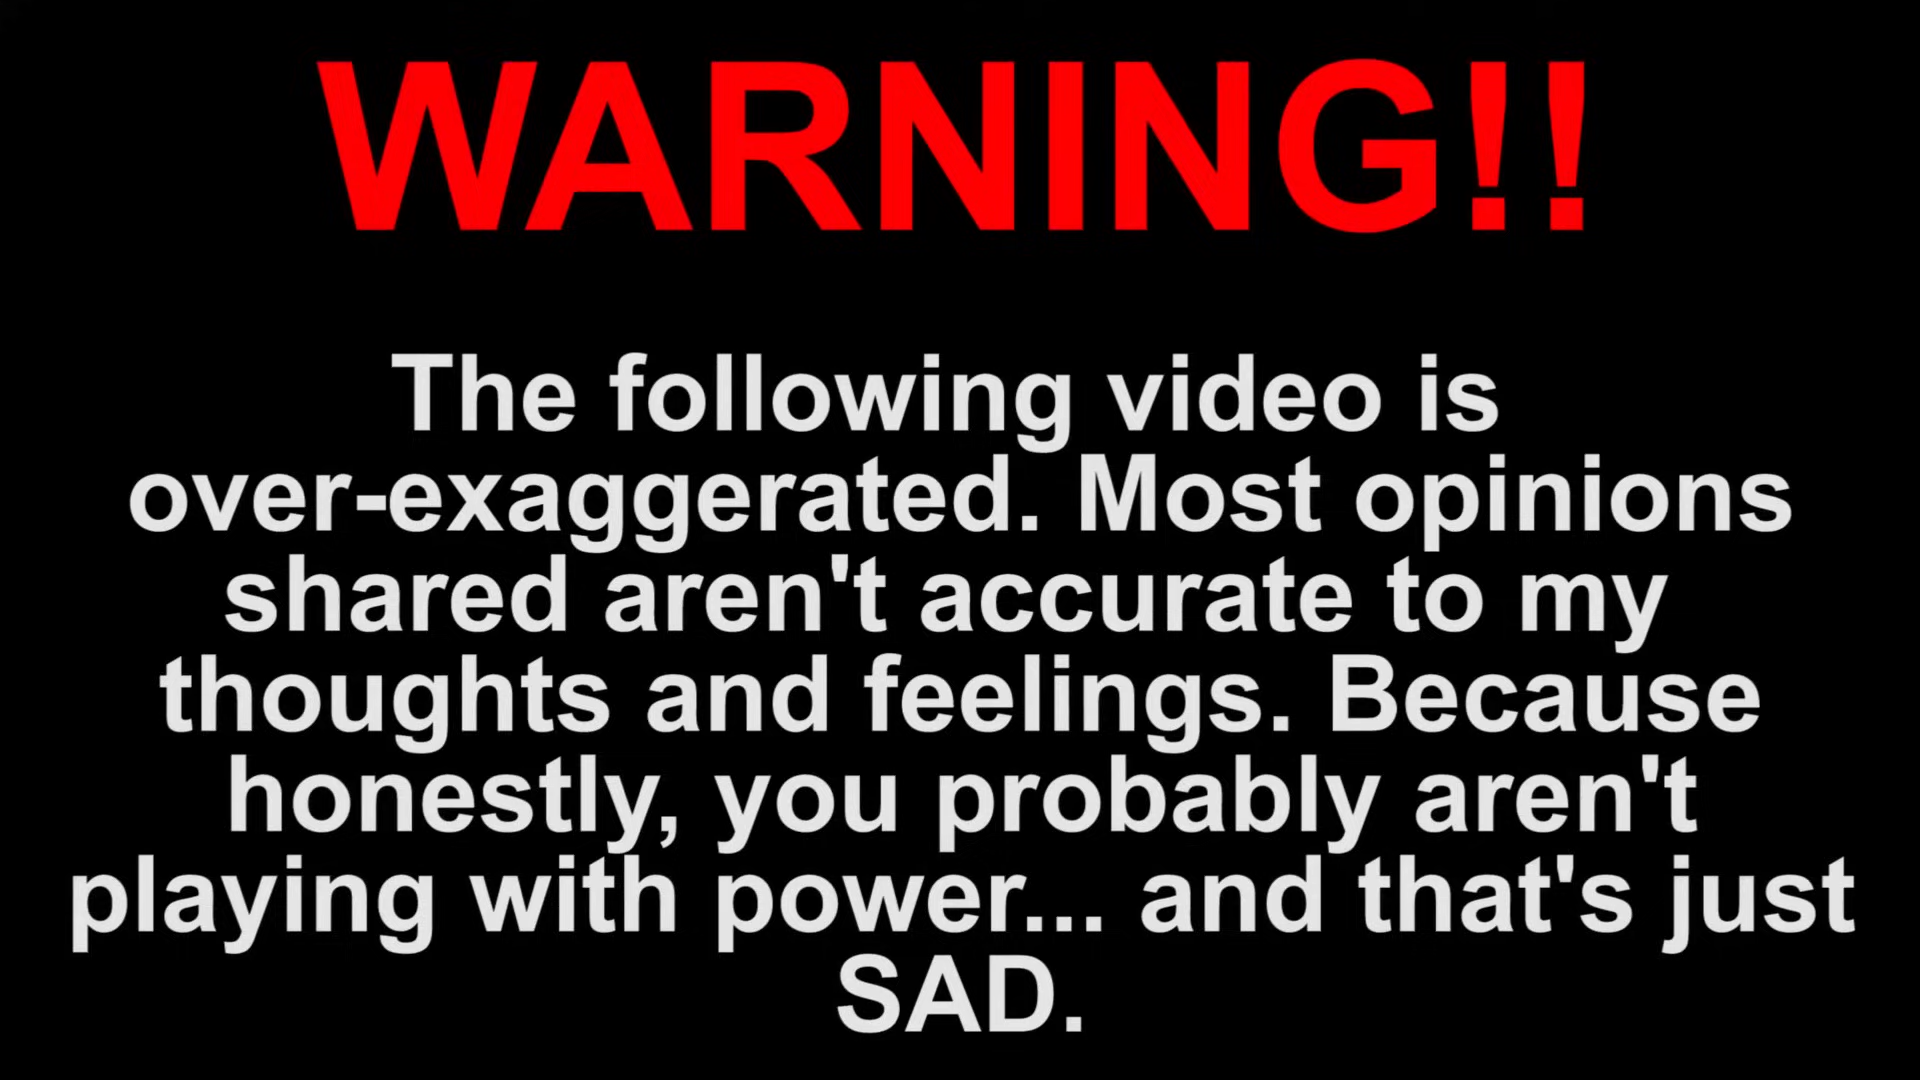 WARNING!!
The following video is
over-exaggerated. Most opinions
shared aren't accurate to my
thoughts and feelings. Because
honestly, you probably aren't
playing with power... and that's just
SAD.